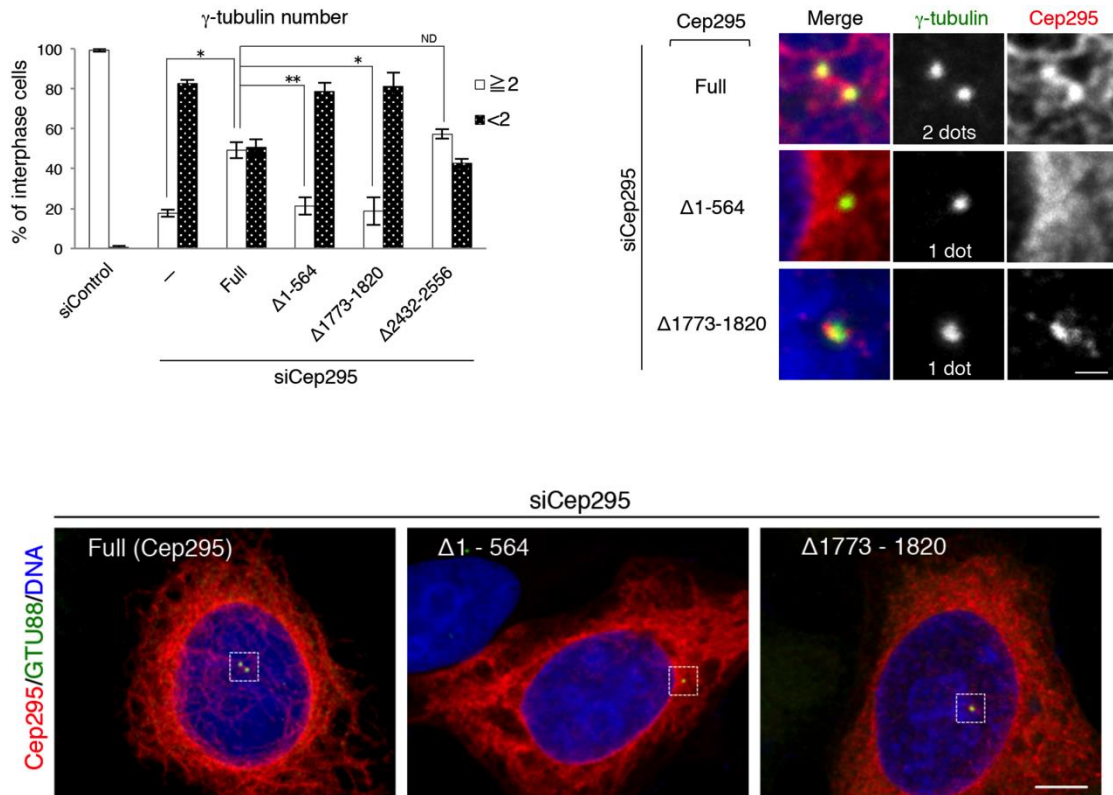 γ-tubulin number
% of interphase cells
100
80
60
40
20
0
*
**
*
ND
≧2
<2
siControl
–
Full
Δ1-564
Δ1773-1820
Δ2432-2556
siCep295
Cep295
Merge
γ-tubulin
Cep295
siCep295
Full
2 dots
Δ1-564
1 dot
Δ1773-1820
1 dot
siCep295
Cep295/GTU88/DNA
Full (Cep295)
Δ1 - 564
Δ1773 - 1820